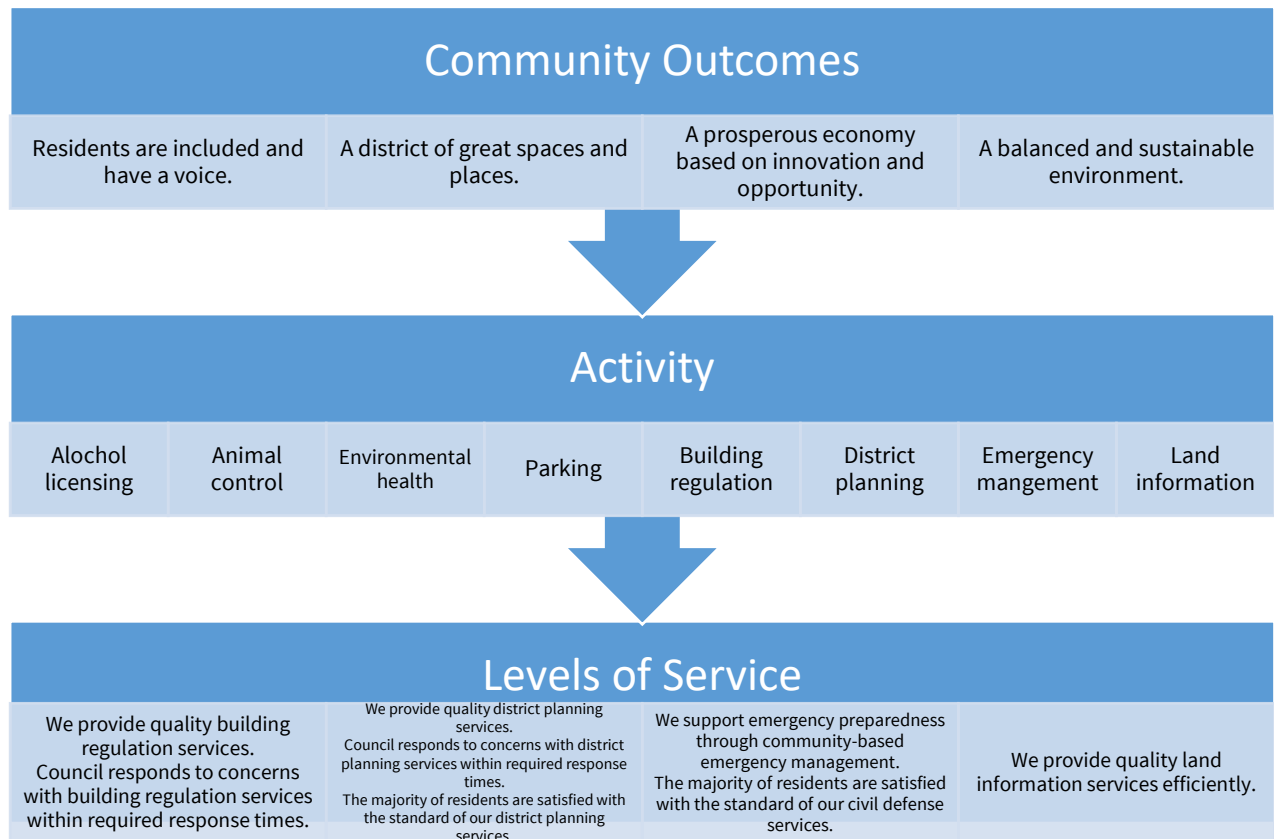 Community Outcomes
Residents are included and
have a voice.
A district of great spaces and
places.
A prosperous economy
based on innovation and
opportunity.
A balanced and sustainable
environment.
Activity
Alochol
licensing
Animal
control
Environmental
health
Parking
Building
regulation
District
planning
Emergency
mangement
Land
information
Levels of Service
We provide quality building
regulation services.
Council responds to concerns
with building regulation services
within required response times.
We provide quality district planning
services.
Council responds to concerns with district
planning services within required response
times.
The majority of residents are satisfied with
the standard of our district planning
services.
We support emergency preparedness
through community-based
emergency management.
The majority of residents are satisfied
with the standard of our civil defense
services.
We provide quality land
information services efficiently.